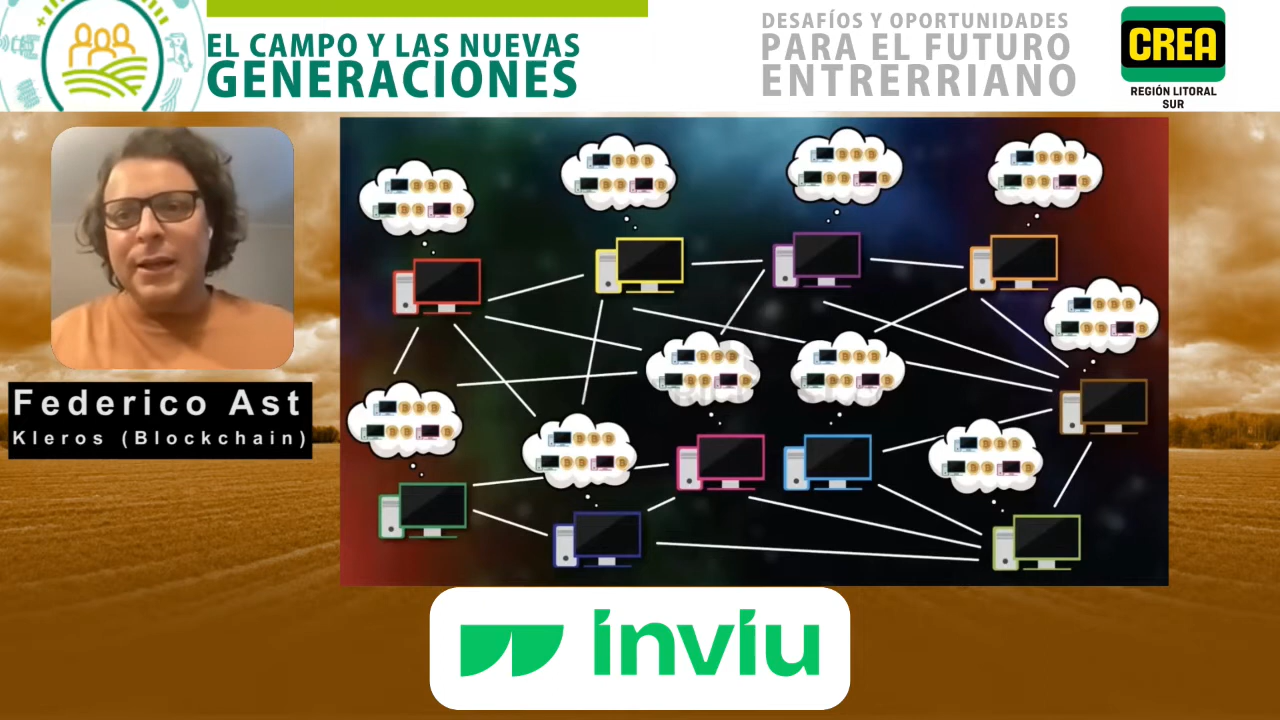 EL CAMPO Y LAS NUEVAS
GENERACIONES
DESAFÍOS Y OPORTUNIDADES
PARA EL FUTURO
ENTRERRIANO
CREA
REGIÓN LITORAL
SUR
Federico Ast
Kleros (Blockchain)
inviu